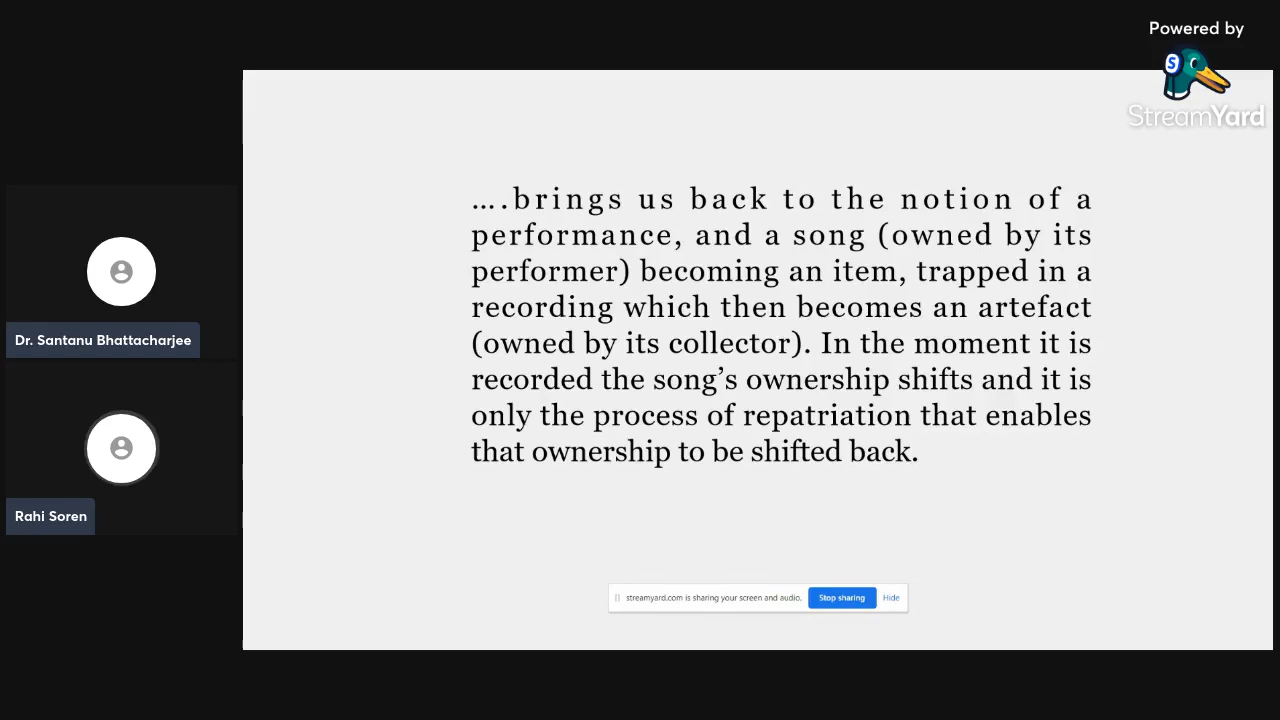 Powered by
StreamYard
….brings us back to the notion of a
performance, and a song (owned by its
performer) becoming an item, trapped in a
recording which then becomes an artefact
(owned by its collector). In the moment it is
recorded the song’s ownership shifts and it is
only the process of repatriation that enables
that ownership to be shifted back.
Dr. Santanu Bhattacharjee
Rahi Soren
streamyard.com is sharing your screen and audio. Stop sharing Hide